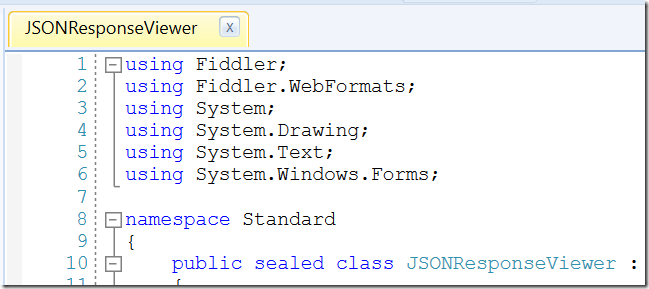 JSONResponseViewer x
1 using Fiddler;
2 using Fiddler.WebFormats;
3 using System;
4 using System.Drawing;
5 using System.Text;
6 using System.Windows.Forms;
7
8 namespace Standard
9 {
10 public sealed class JSONResponseViewer :
11 {